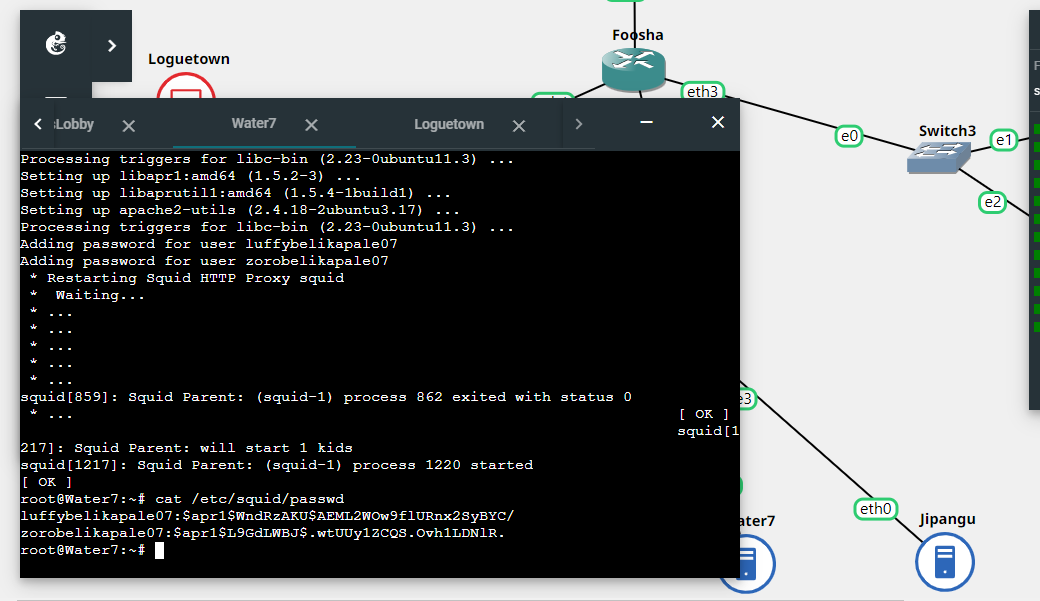 Foosha
Loguetown
eth3
Switch3
e0
e1
e2
Lobby
Water7
Loguetown
Processing triggers for libc-bin (2.23-0ubuntu11.3) ...
Setting up libapr1:amd64 (1.5.2-3) ...
Setting up libaprutil1:amd64 (1.5.4-1build1) ...
Setting up apache2-utils (2.4.18-2ubuntu3.17) ...
Processing triggers for libc-bin (2.23-0ubuntu11.3) ...
Adding password for user luffybelikapale07
Adding password for user zorobelikapale07
* Restarting Squid HTTP Proxy squid
* Waiting...
* ...
* ...
* ...
* ...
* ...
squid[859]: Squid Parent: (squid-1) process 862 exited with status 0
* ...
[ OK ]
squid[1
217]: Squid Parent: will start 1 kids
squid[1217]: Squid Parent: (squid-1) process 1220 started
[ OK ]
root@Water7:~# cat /etc/squid/passwd
luffybelikapale07:$apr1$WndRzAKU$AEML2WOw9flURnx2SyBYC/
zorobelikapale07:$apr1$L9GdLWBJ$.wtUUy1ZCQS.Ovh1LDNlR.
root@Water7:~#
e3
eth0
ater7
Jipangu